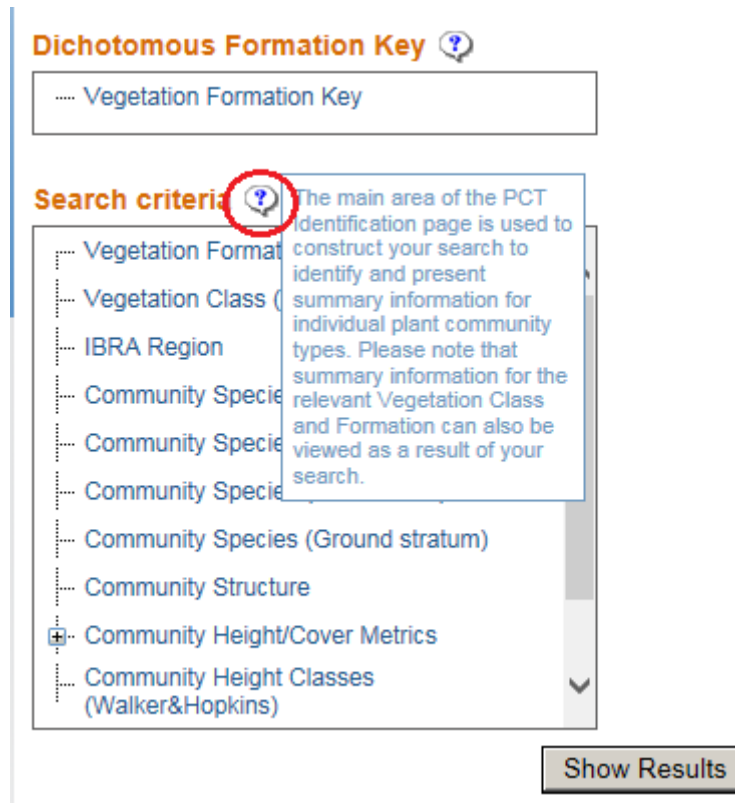 Dichotomous Formation Key ?
Vegetation Formation Key
Search criteria ?
The main area of the PCT
identification page is used to
construct your search to
identify and present
summary information for
individual plant community
types. Please note that
summary information for the
relevant Vegetation Class
and Formation can also be
viewed as a result of your
search.
Vegetation Format
Vegetation Class (
IBRA Region
Community Specie
Community Specie
Community Specie
Community Species (Ground stratum)
Community Structure
Community Height/Cover Metrics
Community Height Classes
(Walker&Hopkins)
Show Results